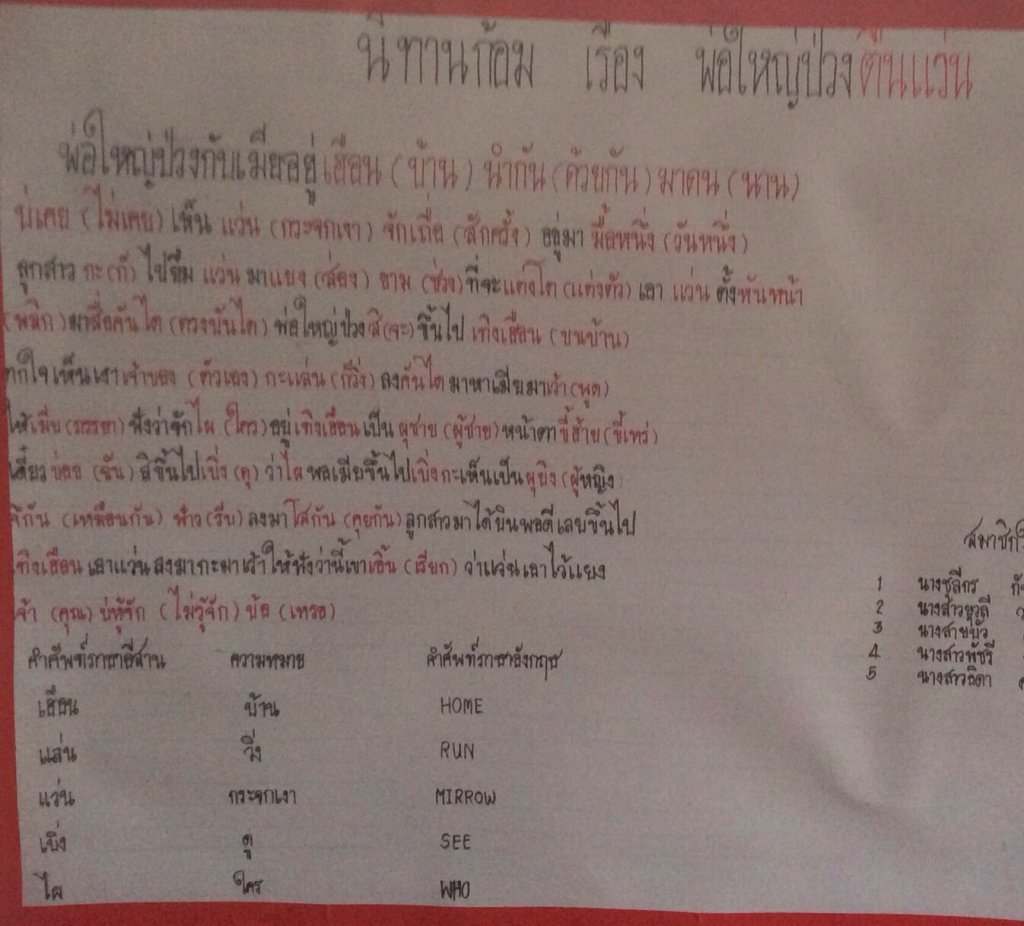 นิทานก้อม เรื่อง พ่อใหญ่ป่วงตื่นแว่น
พ่อใหญ่ป่วงกับเมียอยู่เฮือน (บ้าน) นำกัน (ด้วยกัน) มาดน (นาน)
บ่เคย (ไม่เคย) เห็น แว่น (กระจกเงา) จักเถื่อ (สักครั้ง) อยู่มา มื้อหนึ่ง (วันหนึ่ง)
ลูกสาว กะ (ก็) ไปยืม แว่น มาแยง (ส่อง) ยาม (ช่วง) ที่จะแต่งโต (แต่งตัว) เอา แว่น ตั้งหันหน้า
(พลิก) มาสื่อคันได (ตรงบันได) พ่อใหญ่ป่วงสิ (จะ) ขึ้นไป เทิงเฮือน (บนบ้าน)
ตกใจเห็นเงาเจ้าของ (ตัวเอง) กะแล่น (ก็วิ่ง) ลงคันได มาหาเมียมาเว้า (พูด)
ให้เมีย (ภรรยา) ฟังว่าจักไผ (ใคร) อยู่เทิงเฮือนเป็น ผุชาย (ผู้ชาย) หน้าตาขี้ฮ้าย (ขี้เหร่)
เดี๋ยวข่อย (ฉัน) สิขึ้นไปเบิ่ง (ดู) ว่าไผ พอเมียขึ้นไปเบิ่งกะเห็นเป็น ผุยิง (ผู้หญิง)
คือกัน (เหมือนกัน) ฟ้าว (รีบ) ลงมา โสกัน (คุยกัน) ลูกสาวมาได้ยินพอดีเลยขึ้นไป
เทิงเฮือน เอาแว่นลงมากะมาเว้าให้ฟังว่านี้เขาเอิ้น (เรียก) ว่าแว่นเอาไว้แยง
เจ้า (คุณ) บ่หู้จัก (ไม่รู้จัก) บ้อ (เหรอ)
คำศัพท์ภาษาอีสาน ความหมาย คำศัพท์ภาษาอังกฤษ
เฮือน บ้าน HOME
แล่น วิ่ง RUN
แว่น กระจกเงา MIRROW
เบิ่ง ดู SEE
ไผ ใคร WHO
สมาชิก
1 นางชุลีกร
2 นางสาวยุวลี
3 นางสายบัว
4 นางสาวพัชรี
5 นางสาวธิดา